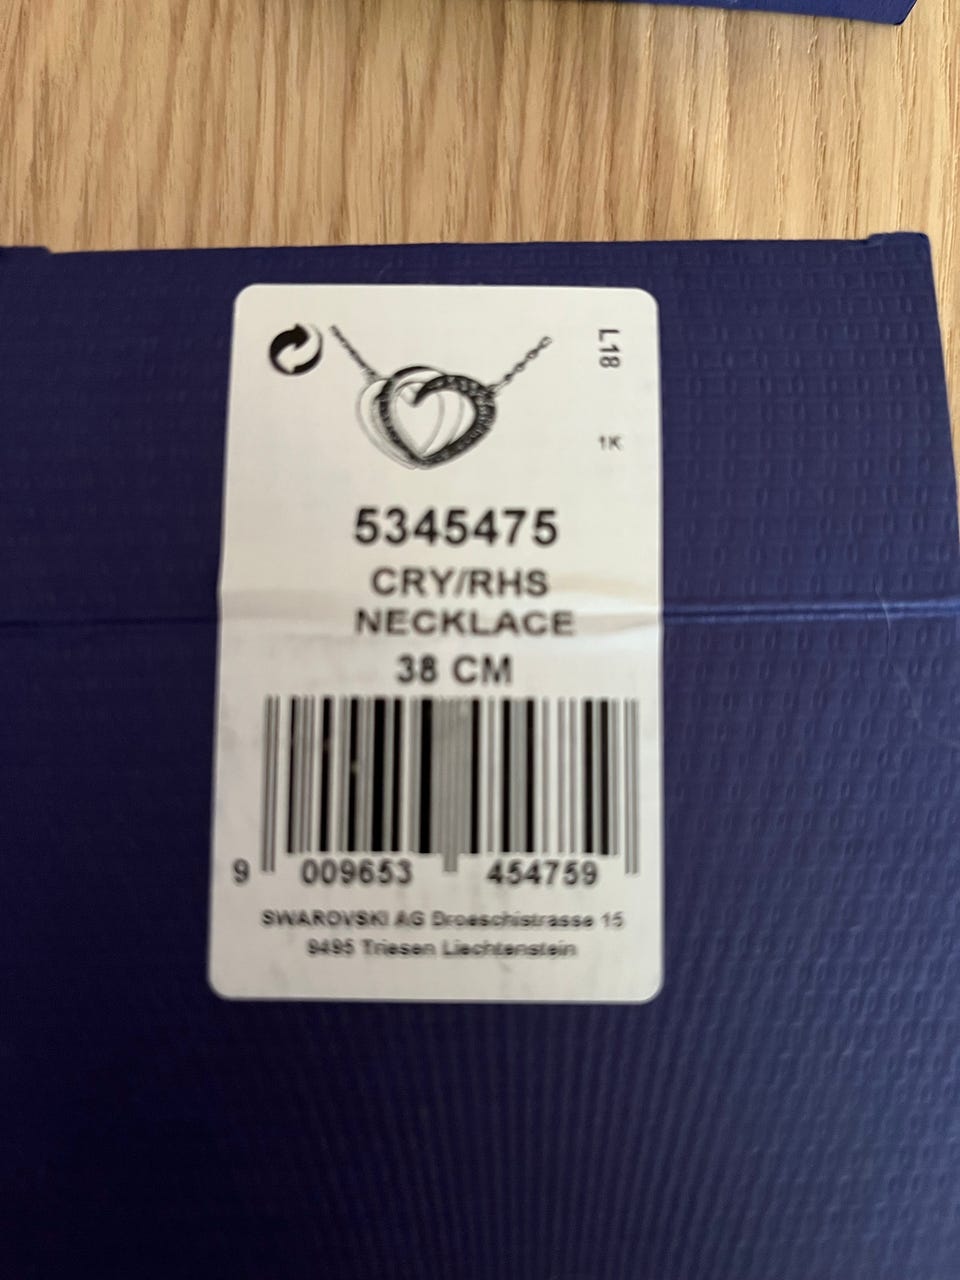 L18
1K
5345475
CRY/RHS
NECKLACE
38 CM
9 009653 454759
SWAROVSKI AG Droeschistrasse 15
9495 Triesen Liechtenstein